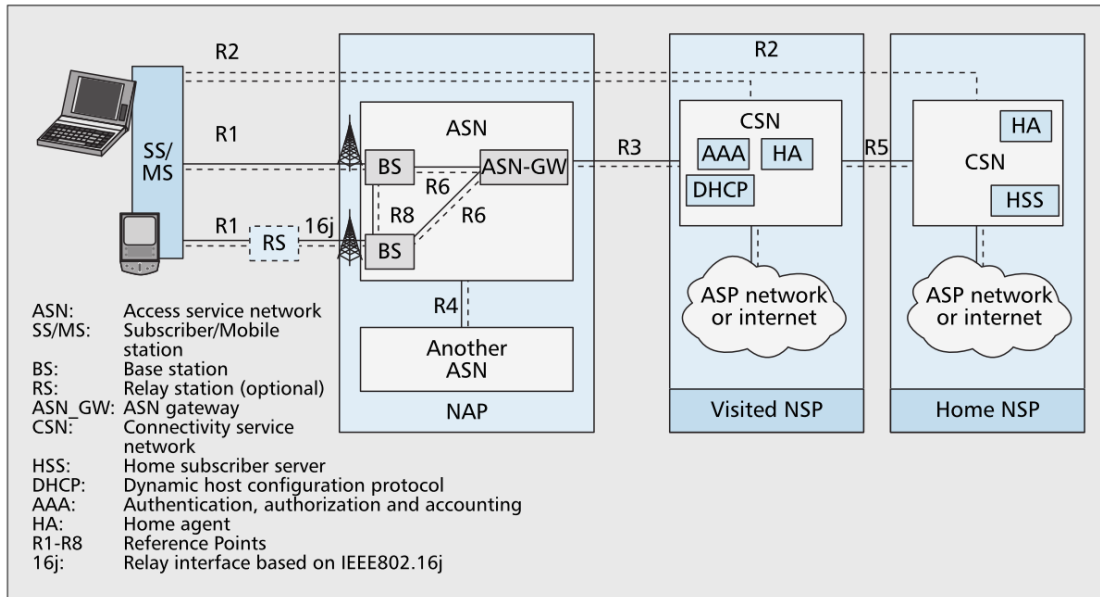 R2
R2
R1
SS/
MS
ASN
BS
ASN-GW
R6
R8
R6
BS
R1
RS
16j
R3
CSN
AAA
HA
DHCP
R5
HA
CSN
HSS
R4
Another
ASN
NAP
ASP network
or internet
Visited NSP
ASP network
or internet
Home NSP
ASN: Access service network
SS/MS: Subscriber/Mobile
station
BS: Base station
RS: Relay station (optional)
ASN_GW: ASN gateway
CSN: Connectivity service
network
HSS: Home subscriber server
DHCP: Dynamic host configuration protocol
AAA: Authentication, authorization and accounting
HA: Home agent
R1-R8 Reference Points
16j: Relay interface based on IEEE802.16j